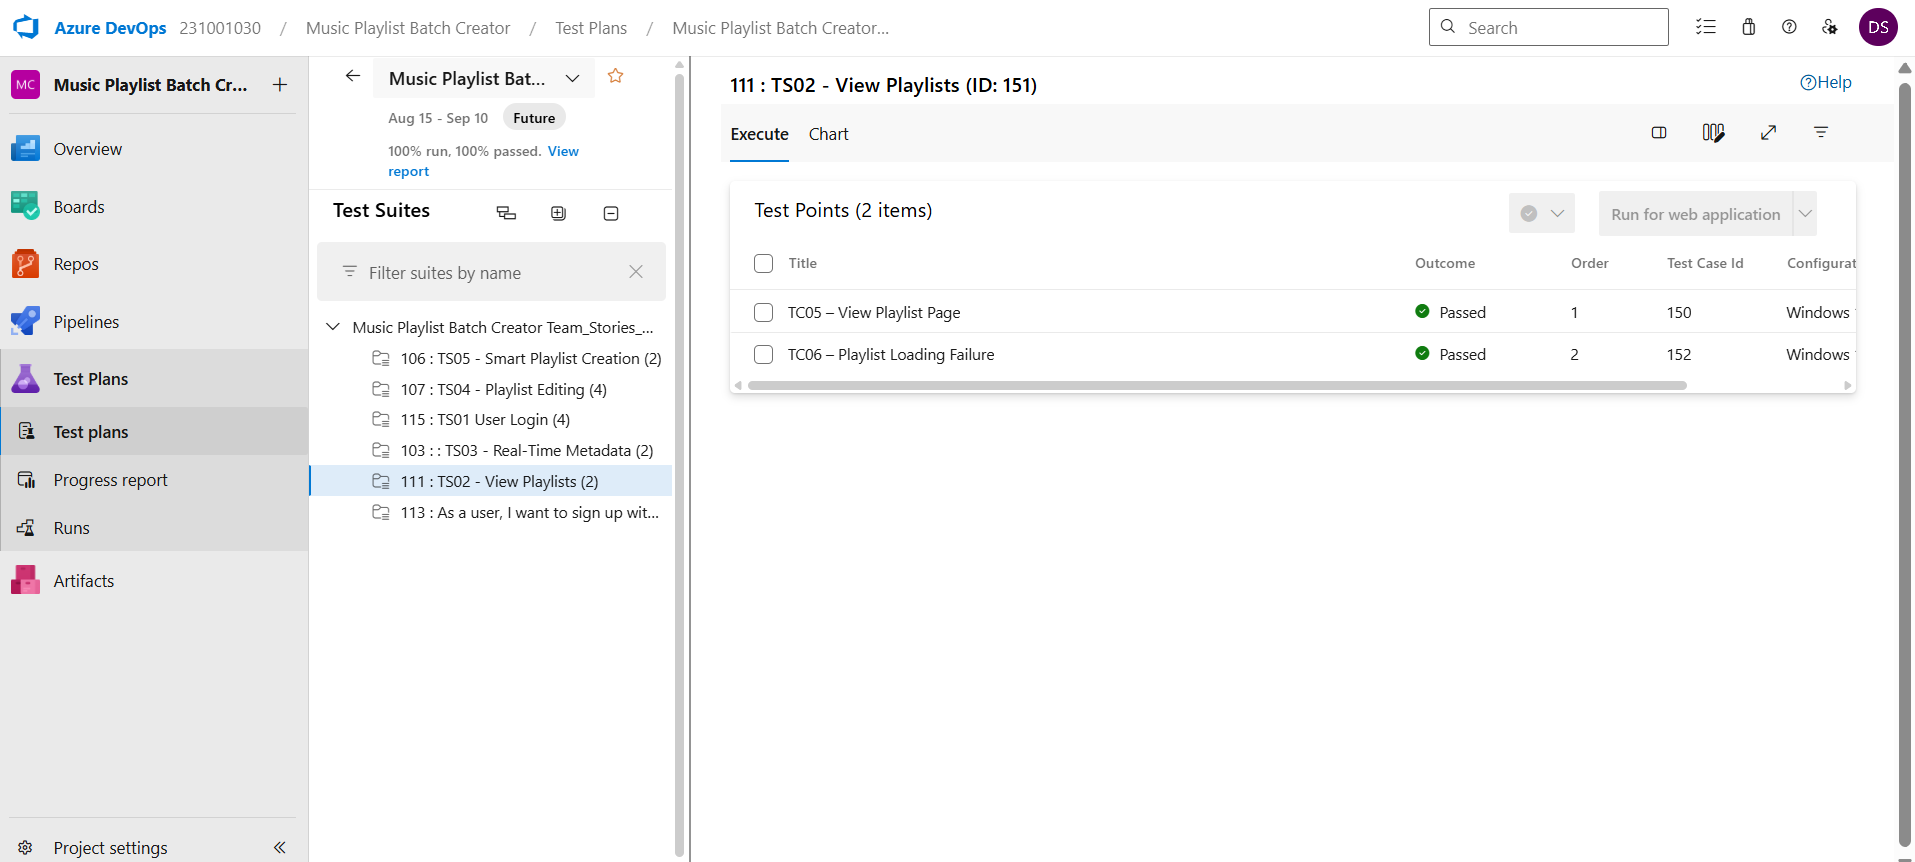 Azure DevOps 231001030 / Music Playlist Batch Creator / Test Plans / Music Playlist Batch Creator...
Search
DS
MC Music Playlist Batch Cr...
Overview
Boards
Repos
Pipelines
Test Plans
Test plans
Progress report
Runs
Artifacts
Project settings
Music Playlist Bat...
Aug 15 - Sep 10 Future
100% run, 100% passed. View
report
Test Suites
Filter suites by name
Music Playlist Batch Creator Team_Stories_...
106 : TS05 - Smart Playlist Creation (2)
107 : TS04 - Playlist Editing (4)
115 : TS01 User Login (4)
103 : : TS03 - Real-Time Metadata (2)
111 : TS02 - View Playlists (2)
113 : As a user, I want to sign up wit...
111 : TS02 - View Playlists (ID: 151)
Help
Execute Chart
Test Points (2 items)
Run for web application
Title Outcome Order Test Case Id Configurat
TC05 – View Playlist Page Passed 1 150 Windows
TC06 – Playlist Loading Failure Passed 2 152 Windows